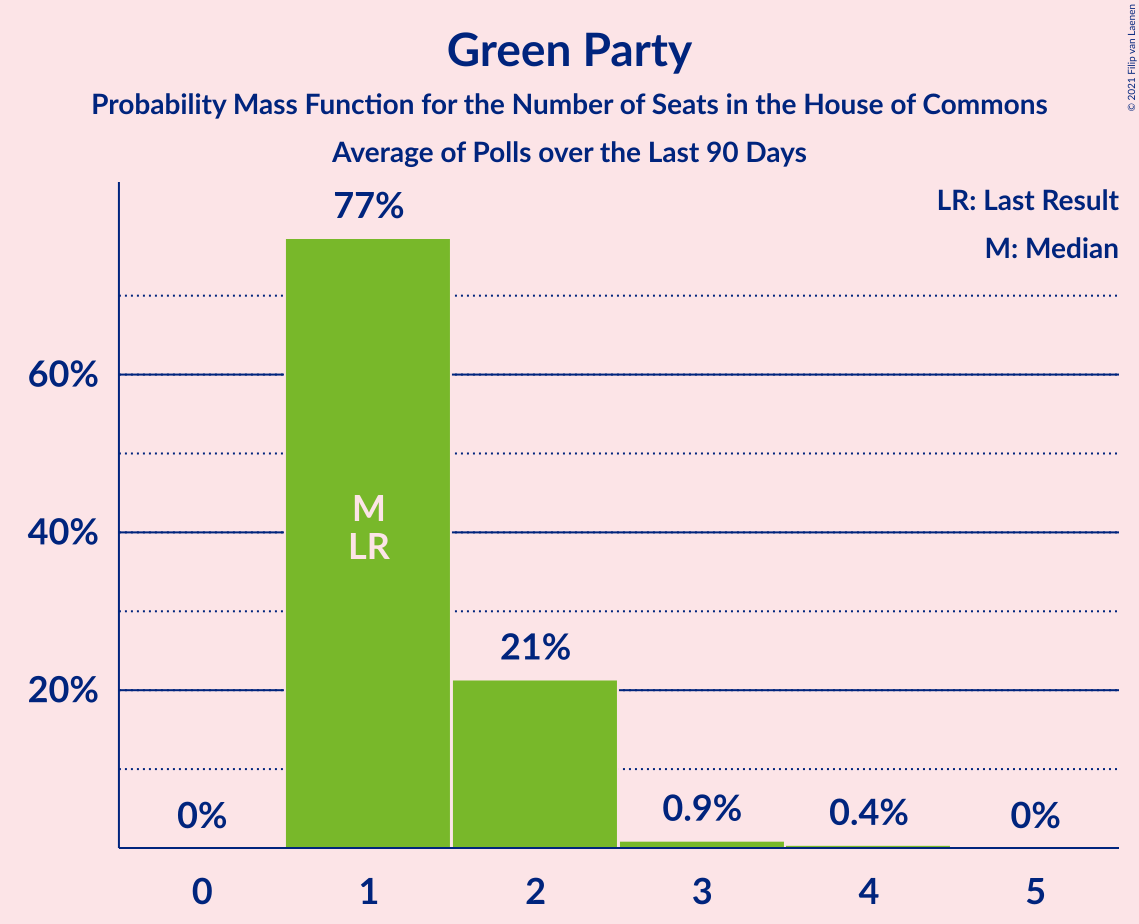 Green Party
Probability Mass Function for the Number of Seats in the House of Commons
Average of Polls over the Last 90 Days
© 2021 Filip van Laenen
LR: Last Result
M: Median
77%
60%
M
40%
LR
21%
20%
0%
0.9%
0.4%
0%
0 1 2 3 4 5